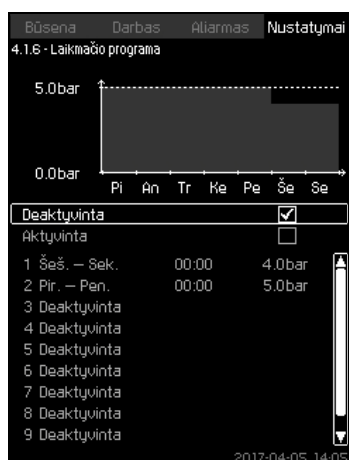 Būsena Darbas Aliarmas Nustatymai
4.1.6 - Laikmačio programa
5.0bar
0.0bar
Pi An Tr Ke Pe Še Se
Deaktyvinta
Aktyvinta
1 Šeš. – Sek. 00:00 4.0bar
2 Pir. – Pen. 00:00 5.0bar
3 Deaktyvinta
4 Deaktyvinta
5 Deaktyvinta
6 Deaktyvinta
7 Deaktyvinta
8 Deaktyvinta
9 Deaktyvinta
2017-04-05 14:05